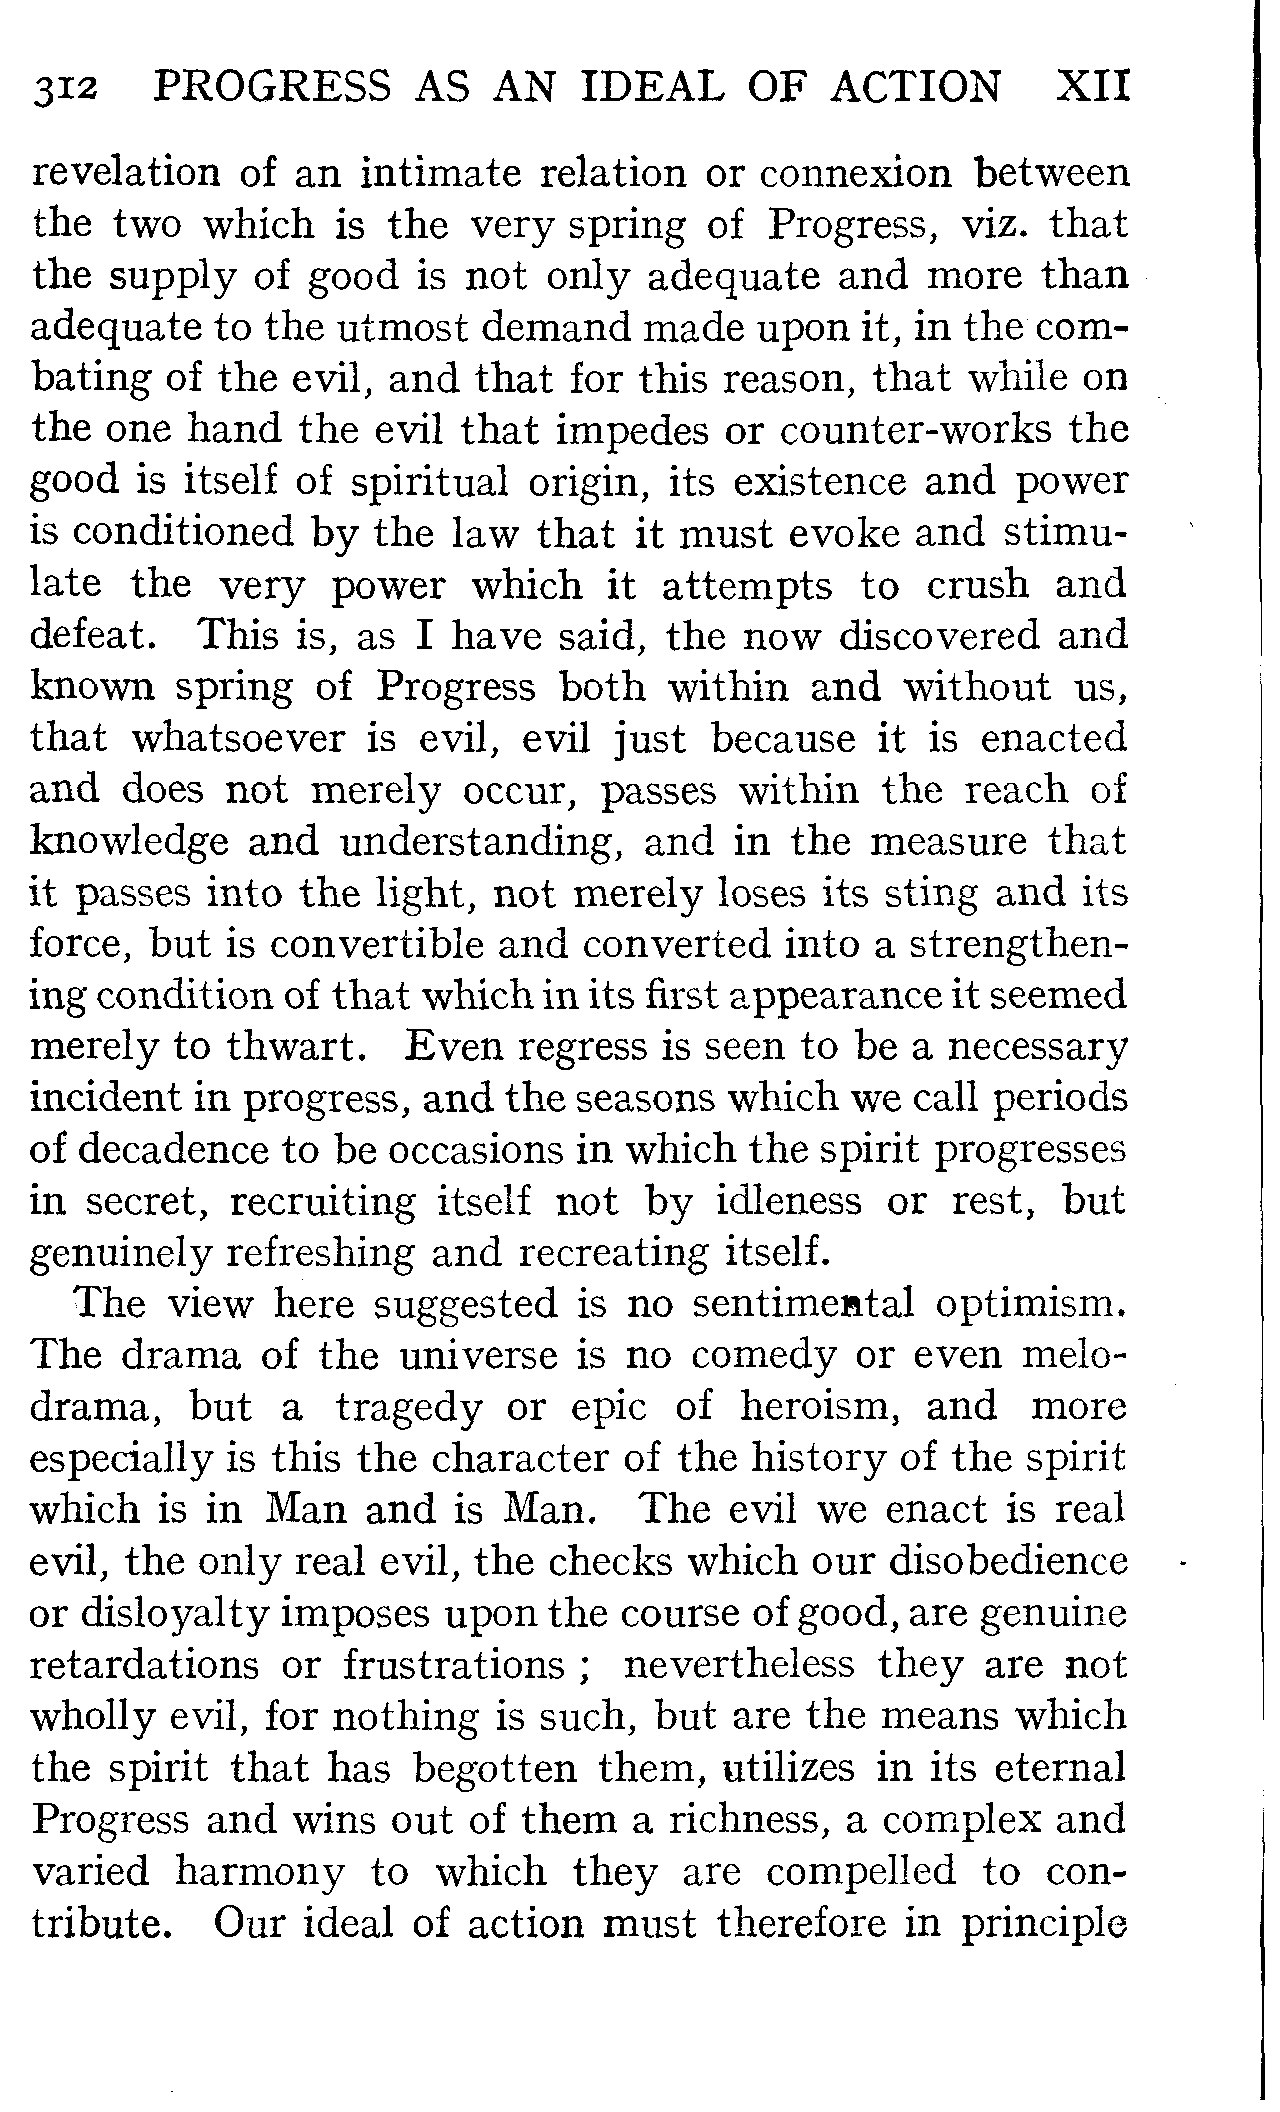 312 PROGRESS AS AN IDEAL OF ACTION XII
revelation of an intimate relation or connexion between
the two which is the very spring of Progress, viz. that
the supply of good is not only adequate and more than
adequate to the utmost demand made upon it, in the com-
bating of the evil, and that for this reason, that while on
the one hand the evil that impedes or counter-works the
good is itself of spiritual origin, its existence and power
is conditioned by the law that it must evoke and stimu-
late the very power which it attempts to crush and
defeat. This is, as I have said, the now discovered and
known spring of Progress both within and without us,
that whatsoever is evil, evil just because it is enacted
and does not merely occur, passes within the reach of
knowledge and understanding, and in the measure that
it passes into the light, not merely loses its sting and its
force, but is convertible and converted into a strengthen-
ing condition of that which in its first appearance it seemed
merely to thwart. Even regress is seen to be a necessary
incident in progress, and the seasons which we call periods
of decadence to be occasions in which the spirit progresses
in secret, recruiting itself not by idleness or rest, but
genuinely refreshing and recreating itself.
The view here suggested is no sentimental optimism.
The drama of the universe is no comedy or even melo-
drama, but a tragedy or epic of heroism, and more
especially is this the character of the history of the spirit
which is in Man and is Man. The evil we enact is real
evil, the only real evil, the checks which our disobedience
or disloyalty imposes upon the course of good, are genuine
retardations or frustrations ; nevertheless they are not
wholly evil, for nothing is such, but are the means which
the spirit that has begotten them, utilizes in its eternal
Progress and wins out of them a richness, a complex and
varied harmony to which they are compelled to con-
tribute. Our ideal of action must therefore in principle